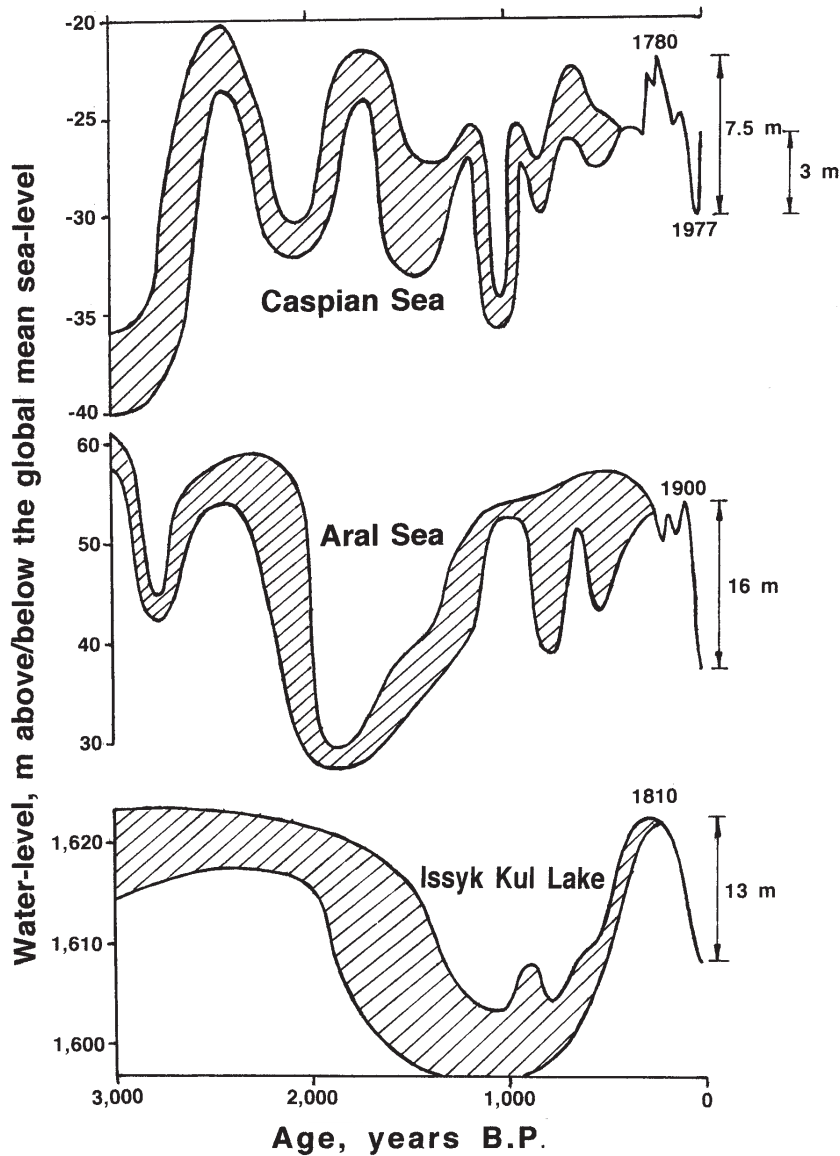 Water-level, m above/below the global mean sea-level
-20
-25
-30
-35
-40
1780
7.5 m
3 m
1977
Caspian Sea
60
50
40
30
1900
Aral Sea
16 m
1,620
1,610
1,600
1810
Issyk Kul Lake
13 m
3,000 2,000 1,000 0
Age, years B.P.